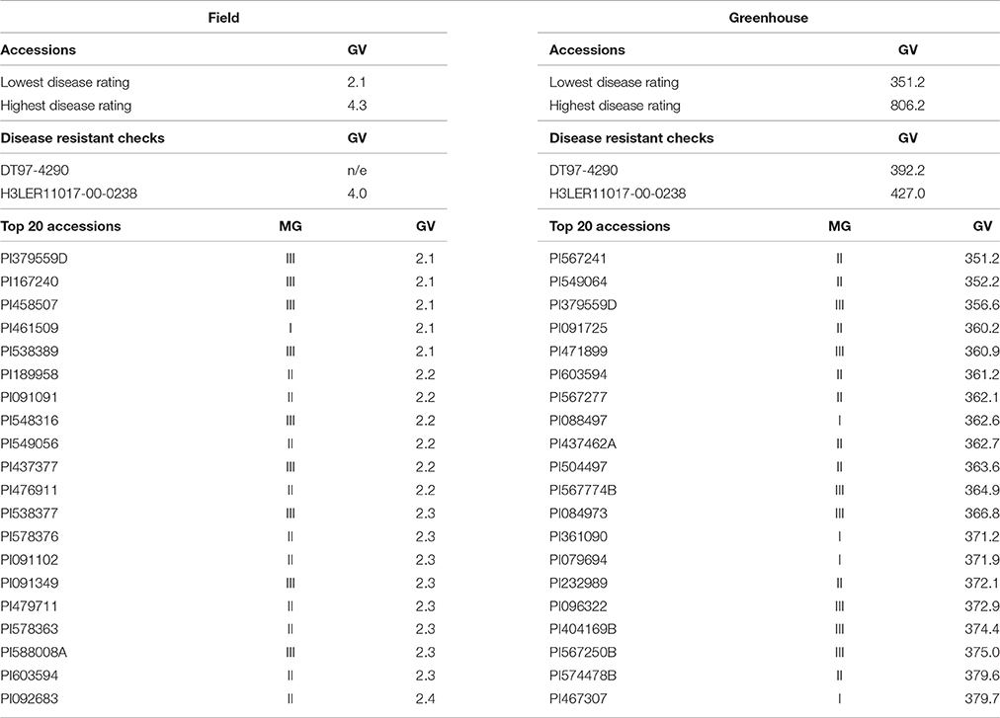 Field Greenhouse
Accessions GV Accessions GV
Lowest disease rating 2.1 Lowest disease rating 351.2
Highest disease rating 4.3 Highest disease rating 806.2
Disease resistant checks GV Disease resistant checks GV
DT97-4290 n/e DT97-4290 392.2
H3LER11017-00-0238 4.0 H3LER11017-00-0238 427.0
Top 20 accessions MG GV Top 20 accessions MG GV
PI379559D III 2.1 PI567241 II 351.2
PI167240 III 2.1 PI549064 II 352.2
PI458507 III 2.1 PI379559D III 356.6
PI461509 I 2.1 PI091725 II 360.2
PI538389 III 2.1 PI471899 III 360.9
PI189958 II 2.2 PI603594 II 361.2
PI091091 II 2.2 PI567277 II 362.1
PI548316 III 2.2 PI088497 I 362.6
PI549056 II 2.2 PI437462A II 362.7
PI437377 III 2.2 PI504497 II 363.6
PI476911 II 2.2 PI567774B III 364.9
PI538377 III 2.3 PI084973 III 366.8
PI578376 II 2.3 PI361090 I 371.2
PI091102 II 2.3 PI079694 I 371.9
PI091349 III 2.3 PI232989 II 372.1
PI479711 II 2.3 PI096322 III 372.9
PI578363 II 2.3 PI404169B III 374.4
PI588008A III 2.3 PI567250B III 375.0
PI603594 II 2.3 PI574478B II 379.6
PI092683 II 2.4 PI467307 I 379.7